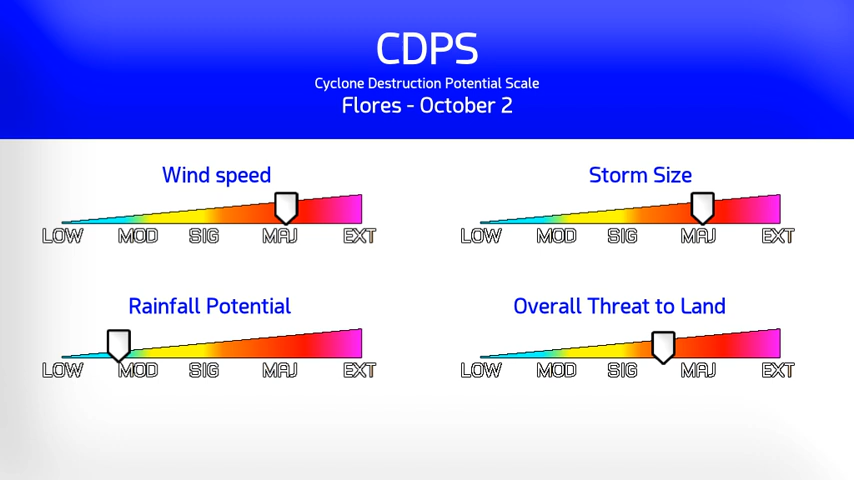 CDPS
Cyclone Destruction Potential Scale
Flores - October 2
Wind speed
LOW MOD SIG MAJ EXT
Storm Size
LOW MOD SIG MAJ EXT
Rainfall Potential
LOW MOD SIG MAJ EXT
Overall Threat to Land
LOW MOD SIG MAJ EXT